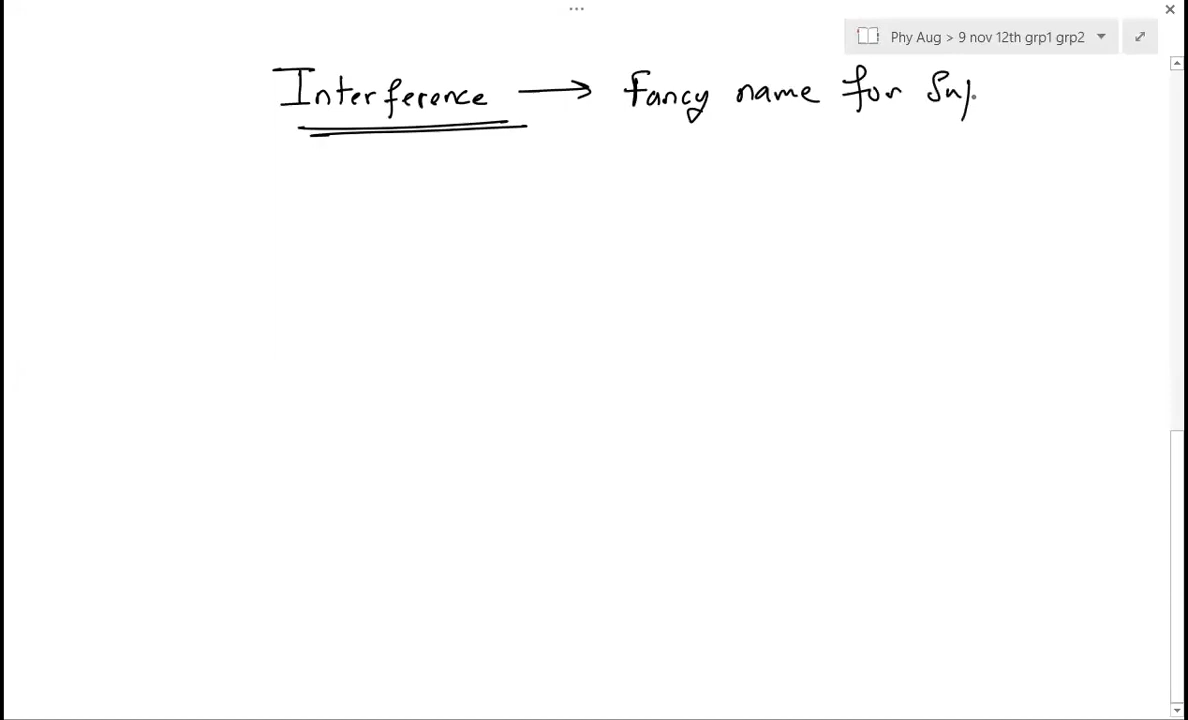 ...
Phy Aug > 9 nov 12th grp1 grp2
Interference → Fancy name for Sup